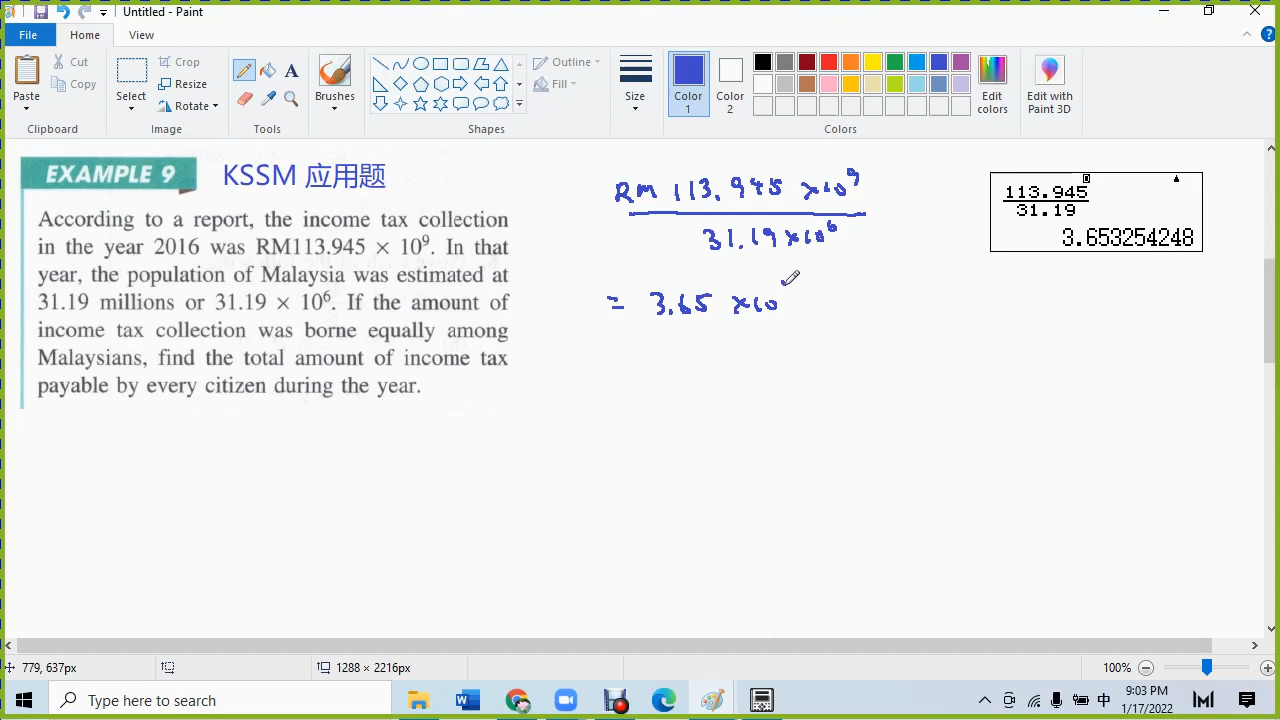 Untitled - Paint
File
Home
View
Paste
Cut
Copy
Clipboard
Select
Crop
Resize
Rotate
Image
A
Tools
Brushes
Outline
Fill
Shapes
Size
Color 1
Color 2
Edit colors
Colors
Edit with Paint 3D
EXAMPLE 9
KSSM 应用题
According to a report, the income tax collection
in the year 2016 was RM113.945 × 10⁹. In that
year, the population of Malaysia was estimated at
31.19 millions or 31.19 × 10⁶. If the amount of
income tax collection was borne equally among
Malaysians, find the total amount of income tax
payable by every citizen during the year.
RM 113.945 ×10⁹
31.19×10⁶
= 3.65 ×10
113.945
31.19
3.653254248
779, 637px
1288 × 2216px
100%
Type here to search
中
9:03 PM
1/17/2022